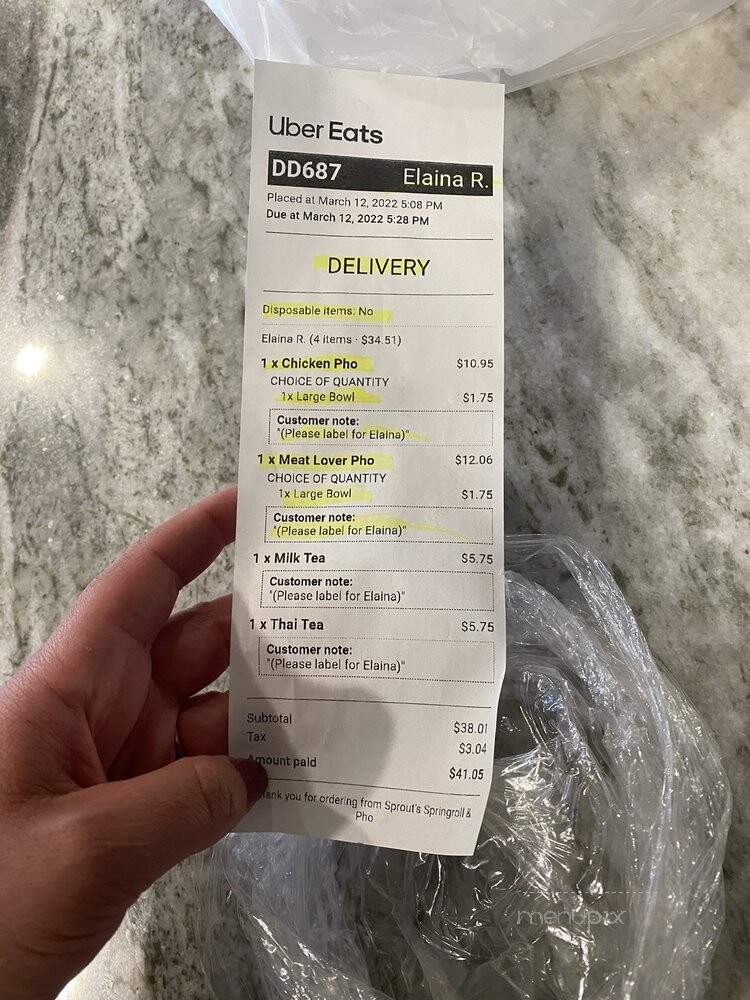 Uber Eats
DD687 Elaina R.
Placed at March 12, 2022 5:08 PM
Due at March 12, 2022 5:28 PM
DELIVERY
Disposable items: No
Elaina R. (4 items · $34.51)
1 x Chicken Pho $10.95
CHOICE OF QUANTITY
1x Large Bowl $1.75
Customer note:
"(Please label for Elaina)"
1 x Meat Lover Pho $12.06
CHOICE OF QUANTITY
1x Large Bowl $1.75
Customer note:
"(Please label for Elaina)"
1 x Milk Tea $5.75
Customer note:
"(Please label for Elaina)"
1 x Thai Tea $5.75
Customer note:
"(Please label for Elaina)"
Subtotal $38.01
Tax $3.04
Amount paid $41.05
ank you for ordering from Sprout's Springroll &
Pho
menupix